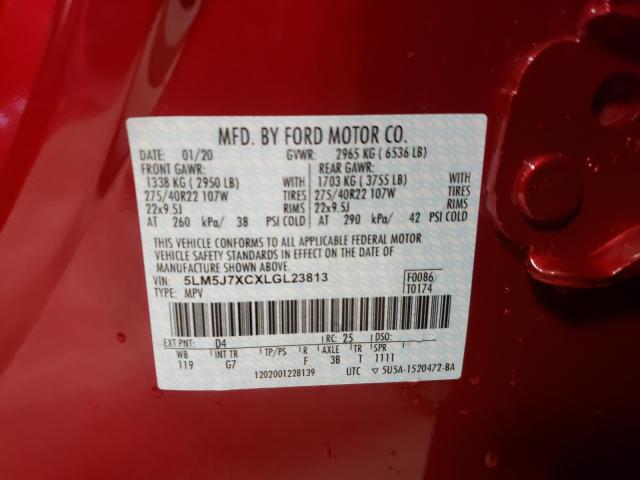 MFD. BY FORD MOTOR CO.
DATE: 01/20 GVWR: 2965 KG ( 6536 LB)
FRONT GAWR: REAR GAWR:
1338 KG ( 2950 LB) WITH 1703 KG ( 3755 LB) WITH
275/40R22 107W TIRES 275/40R22 107W TIRES
22x9.5J RIMS 22x9.5J RIMS
AT 260 kPa/ 38 PSI COLD AT 290 kPa/ 42 PSI COLD
THIS VEHICLE CONFORMS TO ALL APPLICABLE FEDERAL MOTOR
VEHICLE SAFETY STANDARDS IN EFFECT ON THE DATE OF
MANUFACTURE SHOWN ABOVE.
VIN: 5LM5J7XCXLGL23813 F0086
TYPE: MPV T0174
EXT PNT: D4 RC: 25 DSO:
WB INT TR TP/PS R AXLE TR SPR
119 G7 F 3B T 1111
1202001228139 UTC ▽ 5U5A-1520472-BA